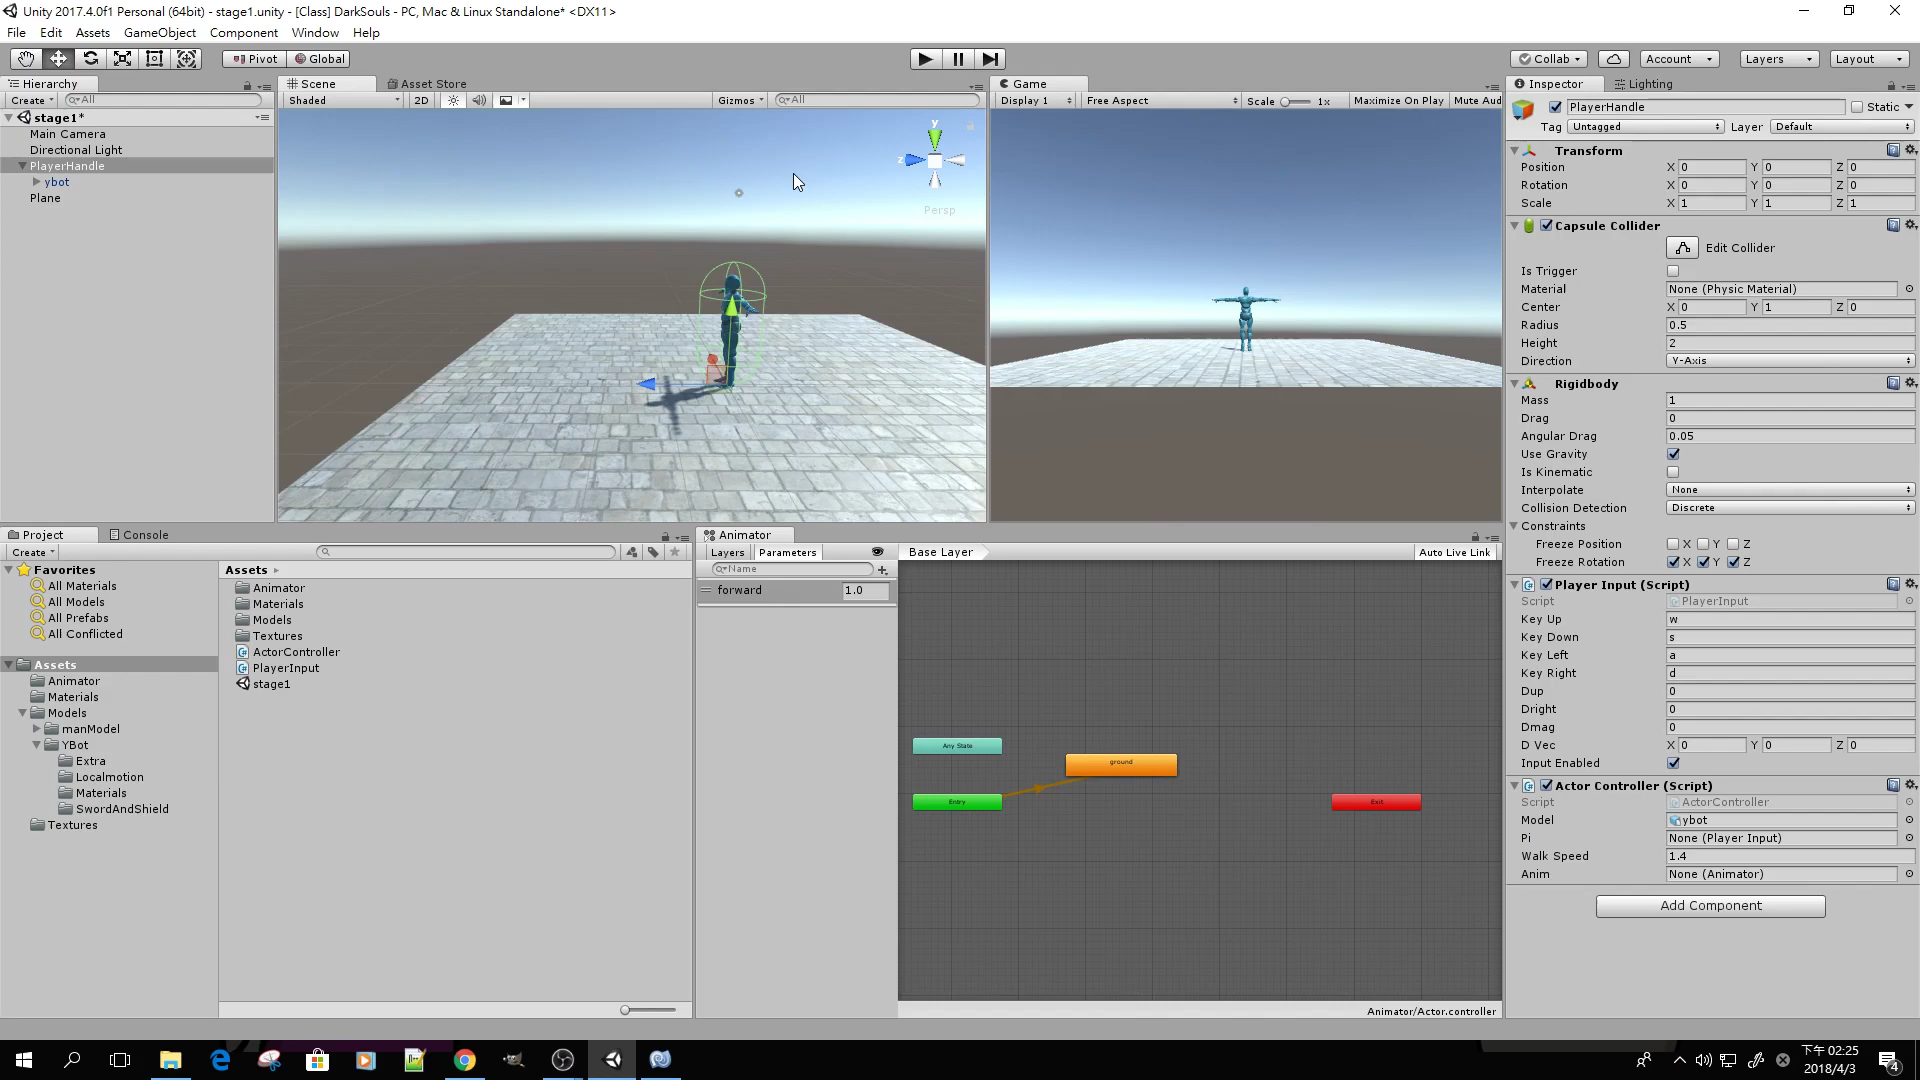 Unity 2017.4.0f1 Personal (64bit) - stage1.unity - [Class] DarkSouls - PC, Mac & Linux Standalone* <DX11>
File Edit Assets GameObject Component Window Help
Pivot Global Collab Account Layers Layout
Hierarchy
Create All
stage1*
Main Camera
Directional Light
PlayerHandle
ybot
Plane
Scene Asset Store
Shaded 2D Gizmos All
y
z
Persp
Game
Display 1 Free Aspect Scale 1x Maximize On Play Mute Aud
Inspector Lighting
PlayerHandle Static
Tag Untagged Layer Default
Transform
Position X 0 Y 0 Z 0
Rotation X 0 Y 0 Z 0
Scale X 1 Y 1 Z 1
Capsule Collider
Edit Collider
Is Trigger
Material None (Physic Material)
Center X 0 Y 1 Z 0
Radius 0.5
Height 2
Direction Y-Axis
Rigidbody
Mass 1
Drag 0
Angular Drag 0.05
Use Gravity
Is Kinematic
Interpolate None
Collision Detection Discrete
Constraints
Freeze Position X Y Z
Freeze Rotation X Y Z
Player Input (Script)
Script PlayerInput
Key Up w
Key Down s
Key Left a
Key Right d
Dup 0
Dright 0
Dmag 0
D Vec X 0 Y 0 Z 0
Input Enabled
Actor Controller (Script)
Script ActorController
Model ybot
Pi None (Player Input)
Walk Speed 1.4
Anim None (Animator)
Add Component
Project Console
Create
Favorites
All Materials
All Models
All Prefabs
All Conflicted
Assets
Animator
Materials
Models
manModel
YBot
Extra
Localmotion
Materials
SwordAndShield
Textures
Assets
Animator
Materials
Models
Textures
ActorController
PlayerInput
stage1
Animator
Layers Parameters Base Layer Auto Live Link
Name
forward 1.0
Any State
ground
Entry
Exit
Animator/Actor.controller
下午 02:25
2018/4/3
4